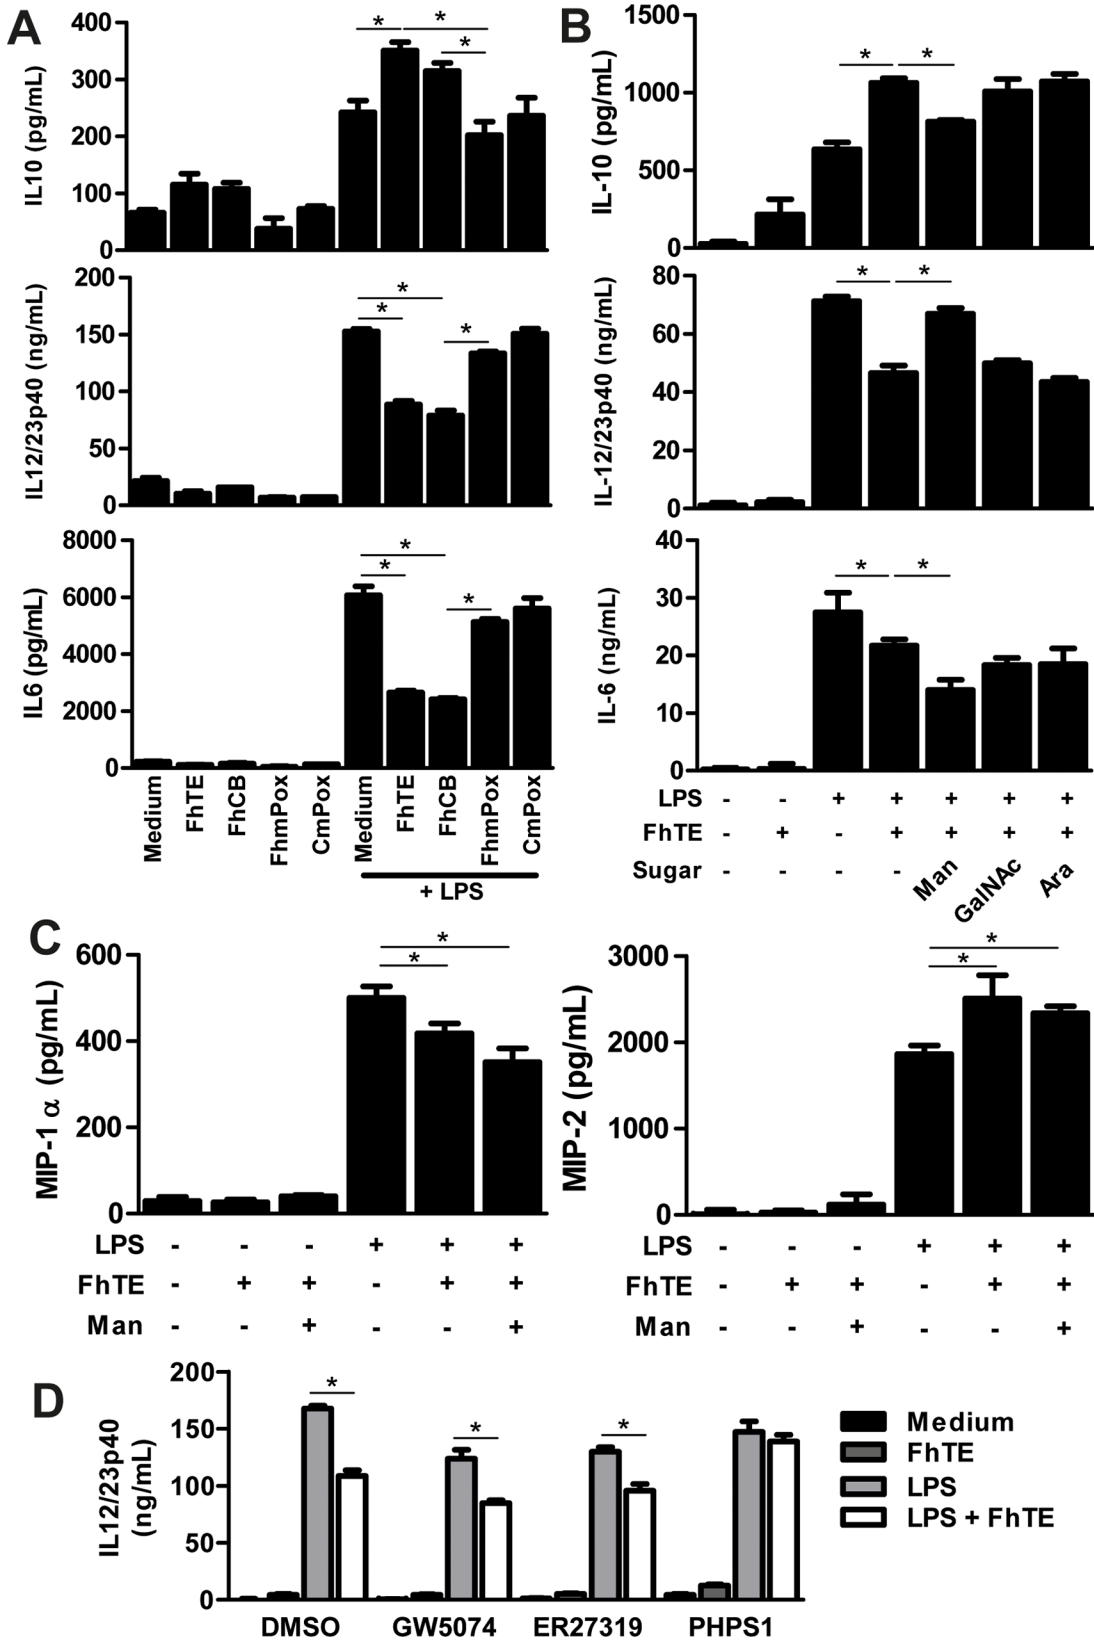 A
IL10 (pg/mL)
400
300
200
100
0
* *
*
IL12/23p40 (ng/mL)
200
150
100
50
0
*
*
*
IL6 (pg/mL)
8000
6000
4000
2000
0
*
*
*
Medium
FhTE
FhCB
FhmPox
CmPox
Medium
FhTE
FhCB
FhmPox
CmPox
+ LPS
B
IL-10 (pg/mL)
1500
1000
500
0
* *
IL-12/23p40 (ng/mL)
80
60
40
20
0
* *
IL-6 (ng/mL)
40
30
20
10
0
* *
LPS - - + + + + +
FhTE - + - + + + +
Sugar - - - - Man GalNAc Ara
C
MIP-1 α (pg/mL)
600
400
200
0
*
*
LPS - - - + + +
FhTE - + + - + +
Man - - + - - +
MIP-2 (pg/mL)
3000
2000
1000
0
*
*
LPS - - - + + +
FhTE - + + - + +
Man - - + - - +
D
IL12/23p40
(ng/mL)
200
150
100
50
0
* * *
DMSO GW5074 ER27319 PHPS1
Medium
FhTE
LPS
LPS + FhTE